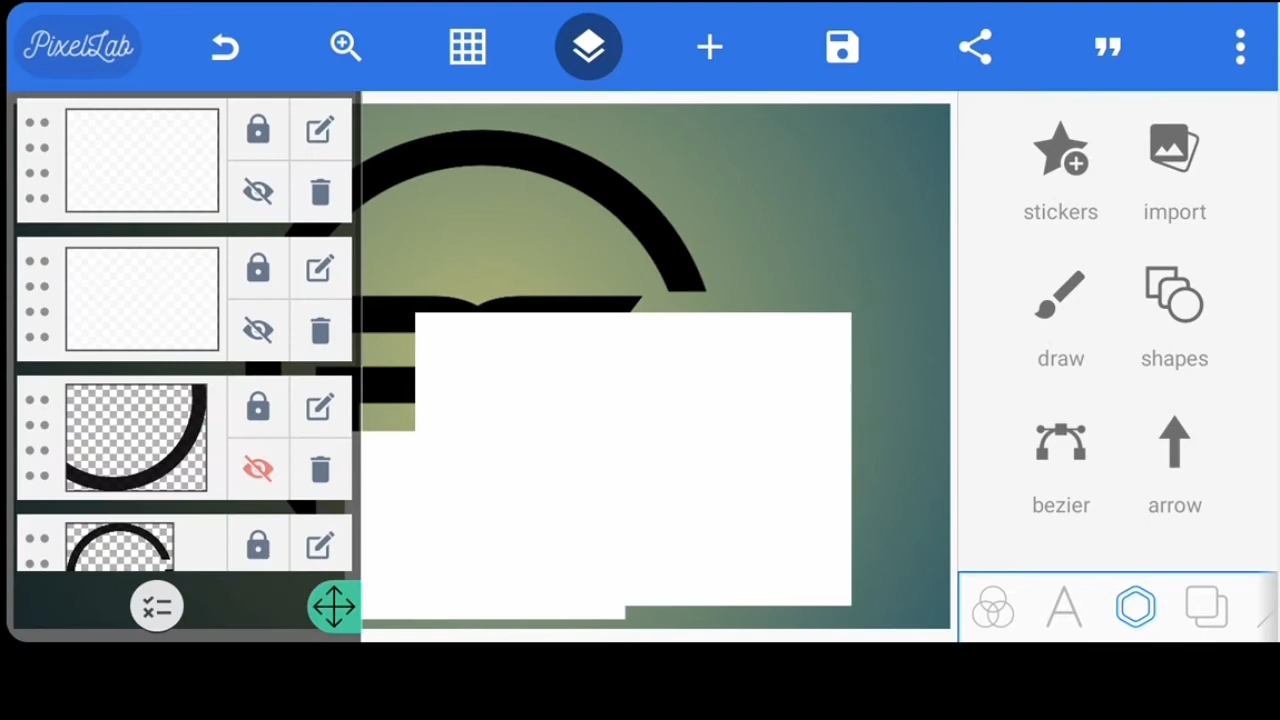 PixelLab
stickers
import
draw
shapes
bezier
arrow